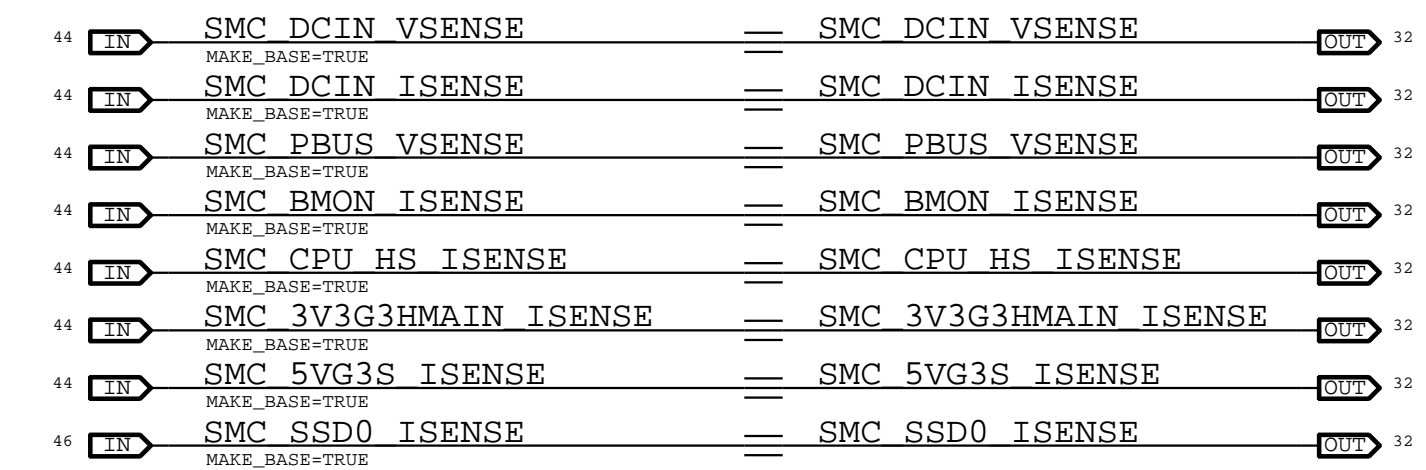 44 IN SMC_DCIN_VSENSE SMC_DCIN_VSENSE OUT 32
MAKE_BASE=TRUE
44 IN SMC_DCIN_ISENSE SMC_DCIN_ISENSE OUT 32
MAKE_BASE=TRUE
44 IN SMC_PBUS_VSENSE SMC_PBUS_VSENSE OUT 32
MAKE_BASE=TRUE
44 IN SMC_BMON_ISENSE SMC_BMON_ISENSE OUT 32
MAKE_BASE=TRUE
44 IN SMC_CPU_HS_ISENSE SMC_CPU_HS_ISENSE OUT 32
MAKE_BASE=TRUE
44 IN SMC_3V3G3HMAIN_ISENSE SMC_3V3G3HMAIN_ISENSE OUT 32
MAKE_BASE=TRUE
44 IN SMC_5VG3S_ISENSE SMC_5VG3S_ISENSE OUT 32
MAKE_BASE=TRUE
46 IN SMC_SSD0_ISENSE SMC_SSD0_ISENSE OUT 32
MAKE_BASE=TRUE